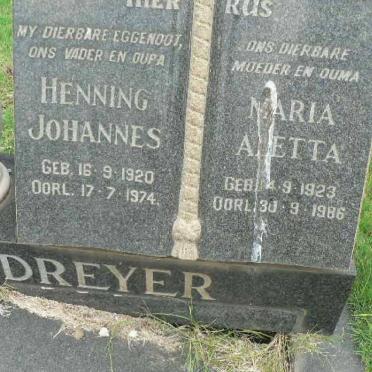 HIER RUS
MY DIERBARE EGGENOOT,
ONS VADER EN OUPA
HENNING
JOHANNES
GEB. 16·9·1920
OORL. 17·7·1974.
ONS DIERBARE
MOEDER EN OUMA
MARIA
ALETTA
GEB. 4·9·1923
OORL. 30·9·1986
DREYER